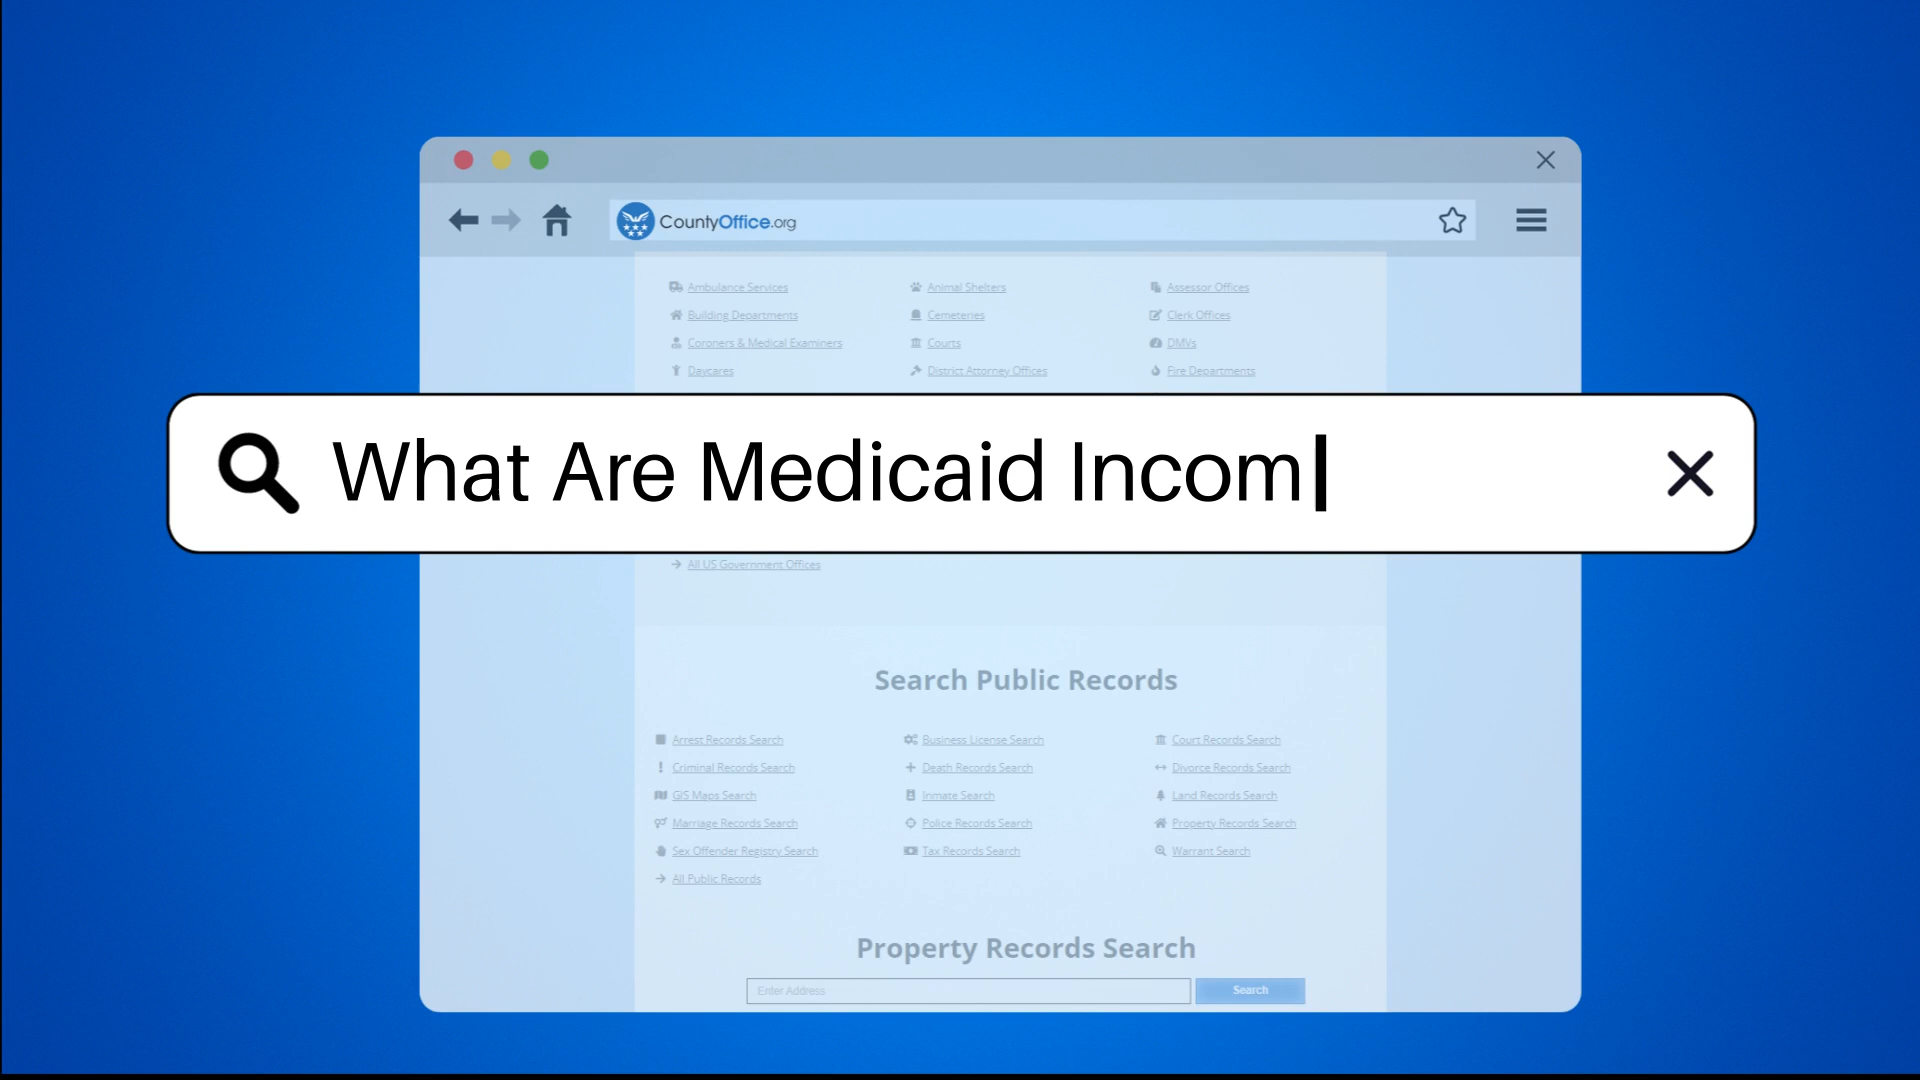 CountyOffice.org
Ambulance Services Animal Shelters Assessor Offices
Building Departments Cemeteries Clerk Offices
Coroners & Medical Examiners Courts DMVs
Daycares District Attorney Offices Fire Departments
What Are Medicaid Incom
All US Government Offices
Search Public Records
Arrest Records Search Business License Search Court Records Search
Criminal Records Search Death Records Search Divorce Records Search
GIS Maps Search Inmate Search Land Records Search
Marriage Records Search Police Records Search Property Records Search
Sex Offender Registry Search Tax Records Search Warrant Search
All Public Records
Property Records Search
Enter Address Search